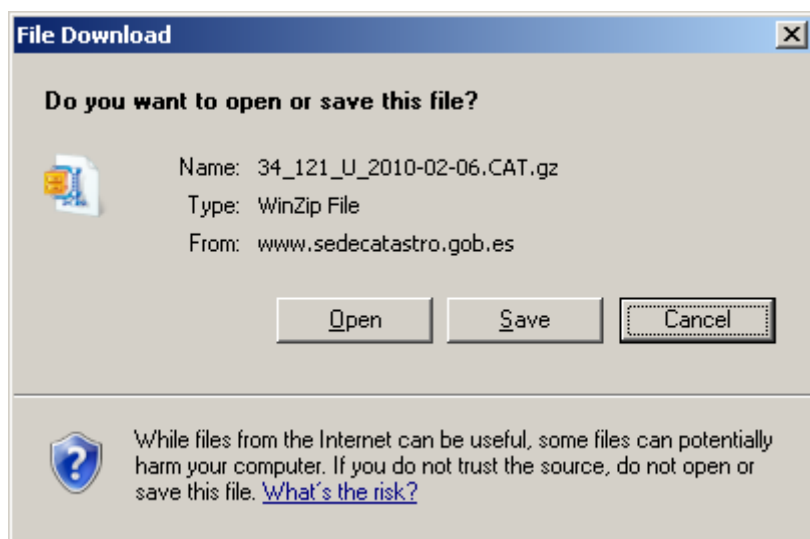 File Download
Do you want to open or save this file?
Name: 34_121_U_2010-02-06.CAT.gz
Type: WinZip File
From: www.sedecatastro.gob.es
Open Save Cancel
While files from the Internet can be useful, some files can potentially
harm your computer. If you do not trust the source, do not open or
save this file. What's the risk?